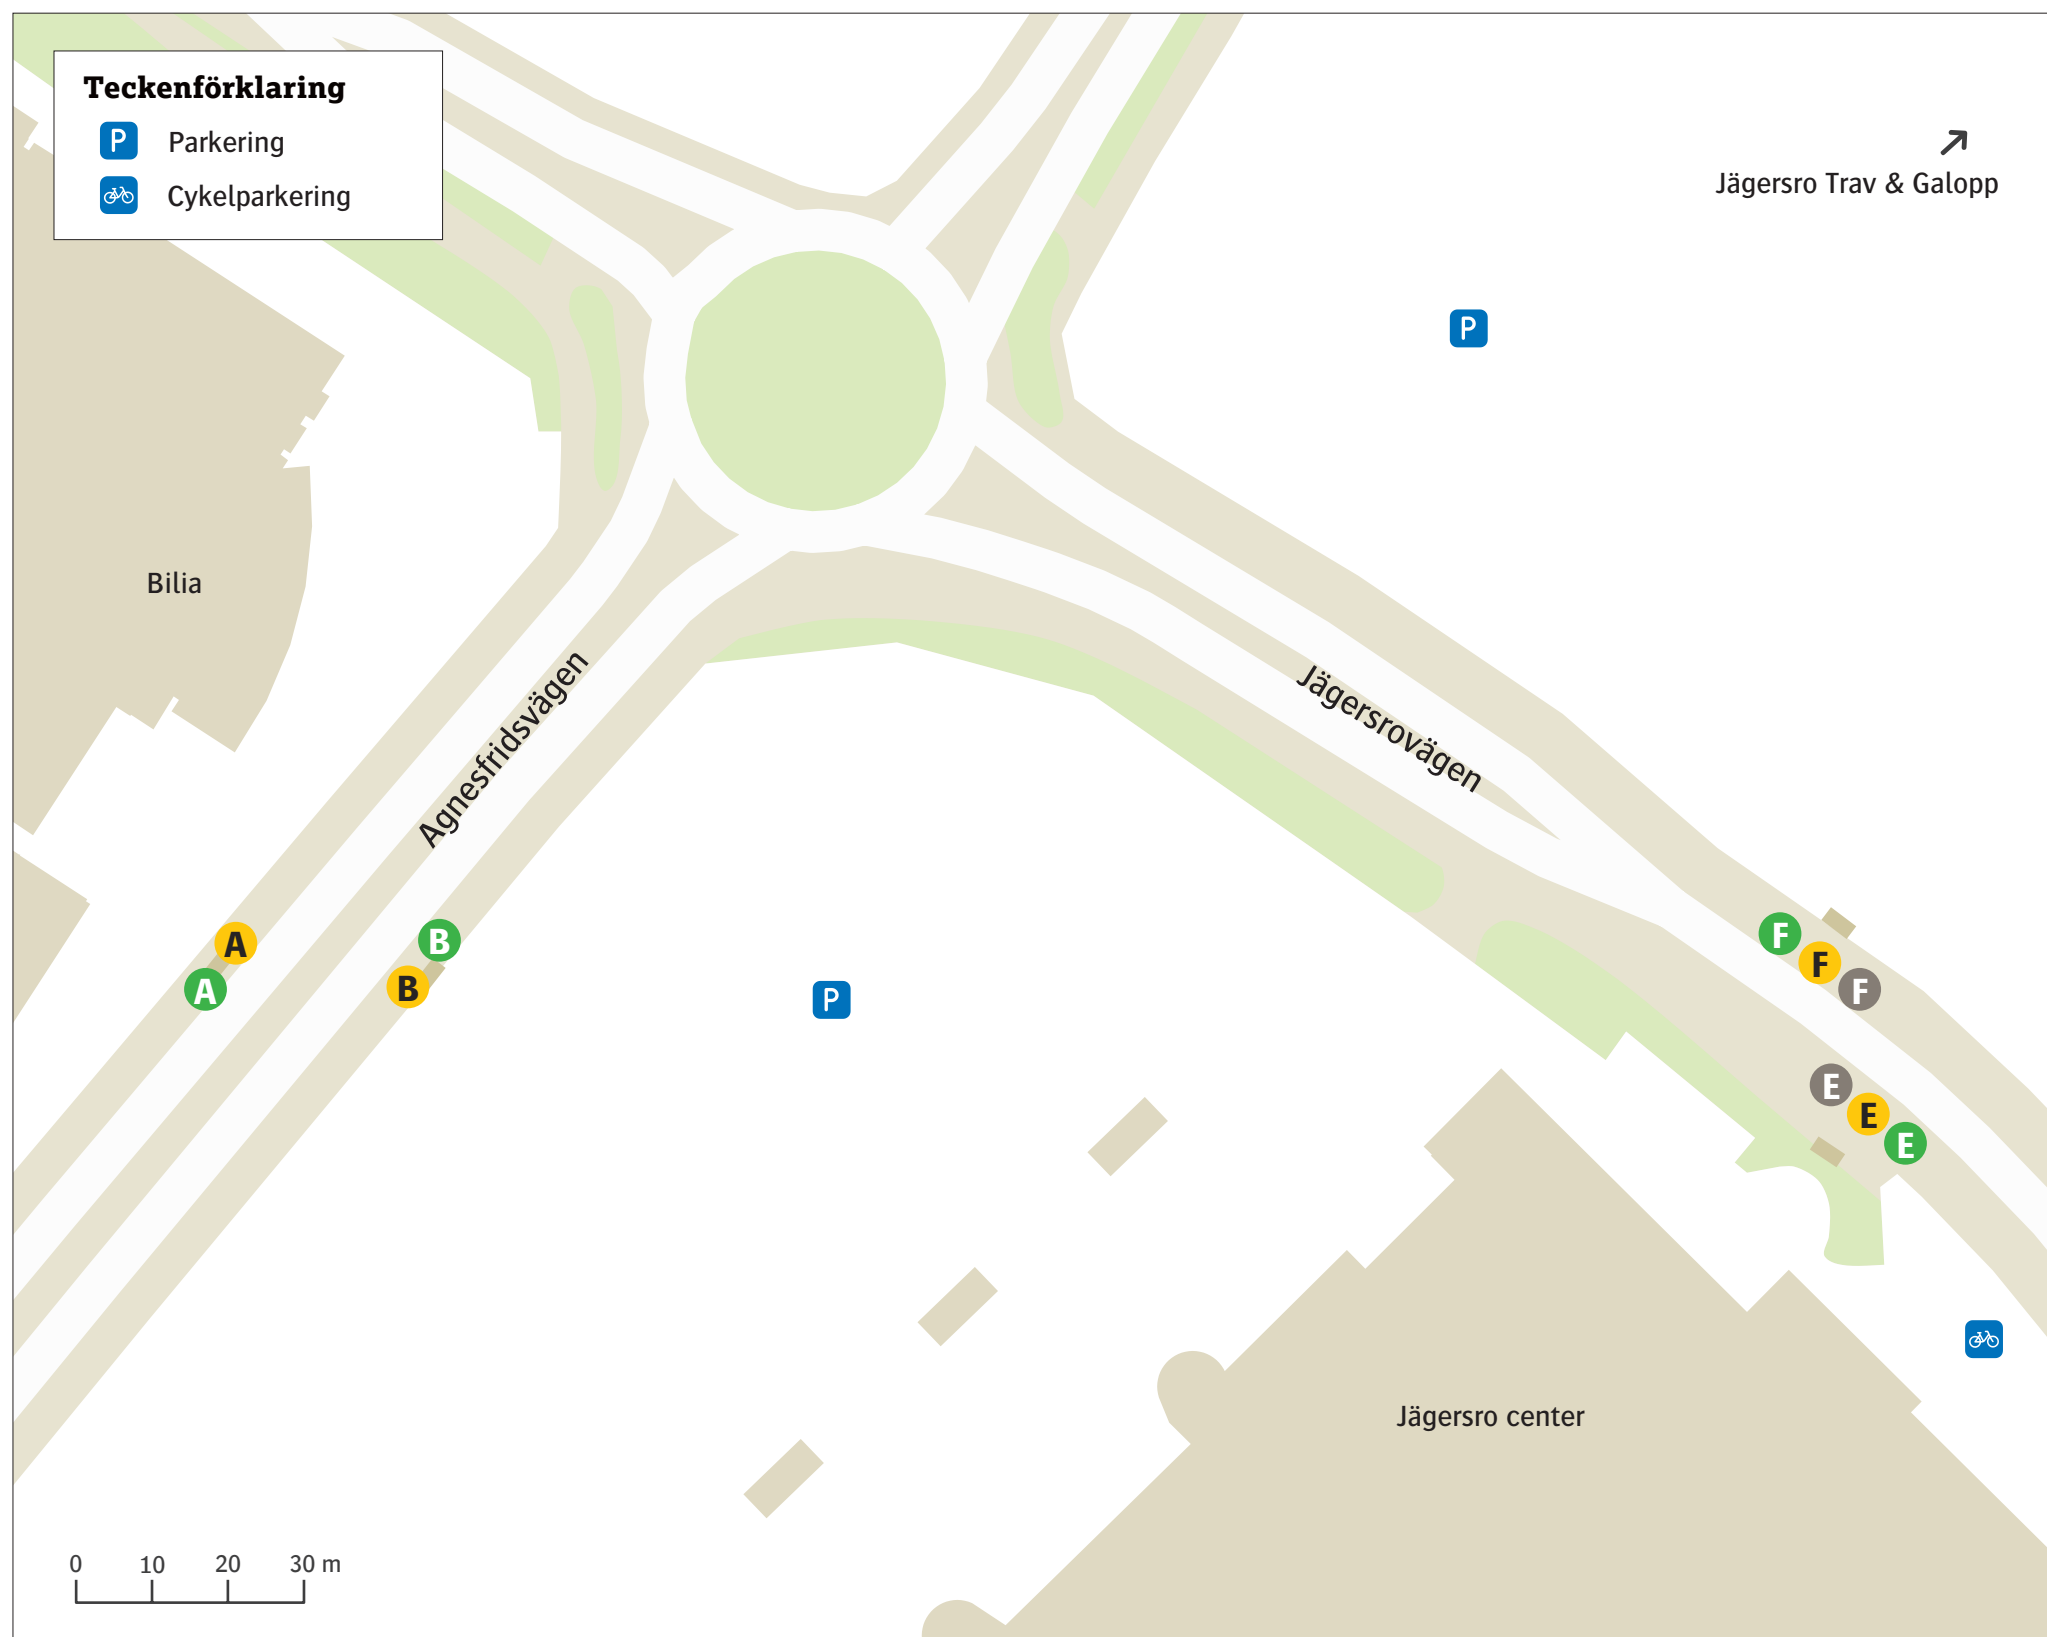 Teckenförklaring
P Parkering
Cykelparkering
Jägersro Trav & Galopp
P
Bilia
Agnesfridsvägen
Jägersrovägen
A
A
B
B
P
F
F
F
E
E
E
Jägersro center
0 10 20 30 m